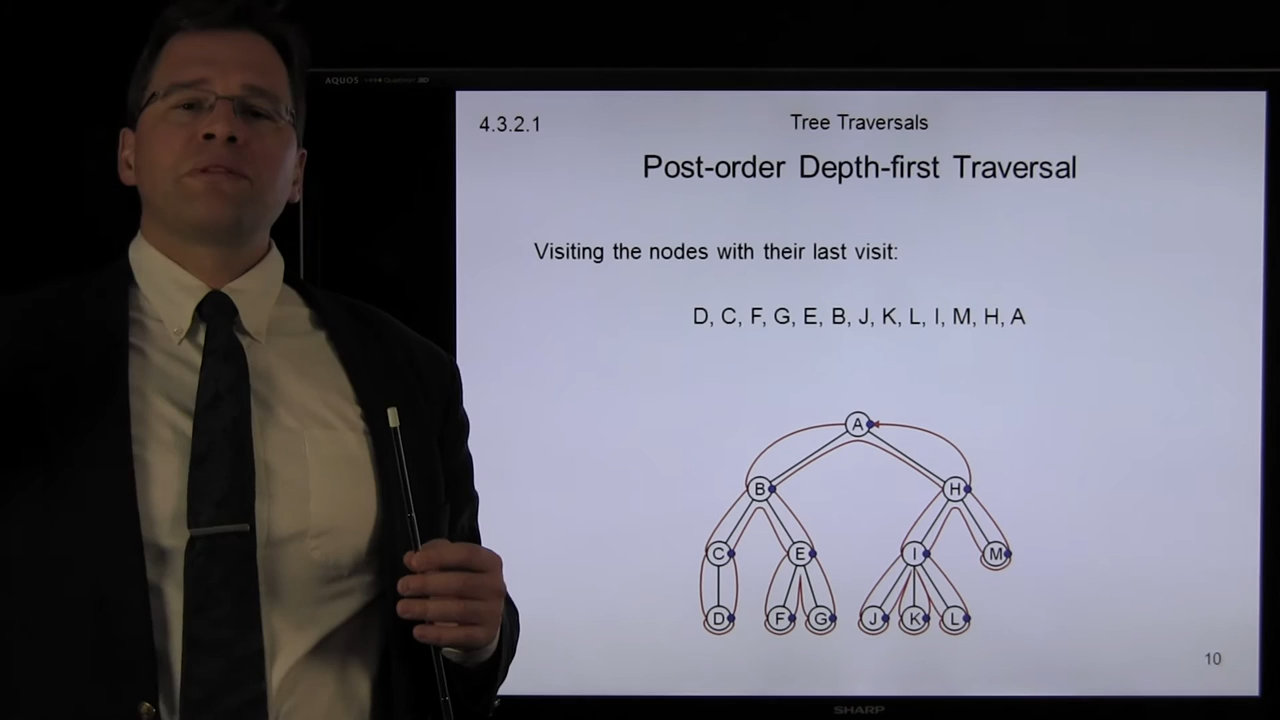 AQUOS
4.3.2.1
Tree Traversals
Post-order Depth-first Traversal
Visiting the nodes with their last visit:
D, C, F, G, E, B, J, K, L, I, M, H, A
A
B H
C E I M
D F G J K L
10
SHARP